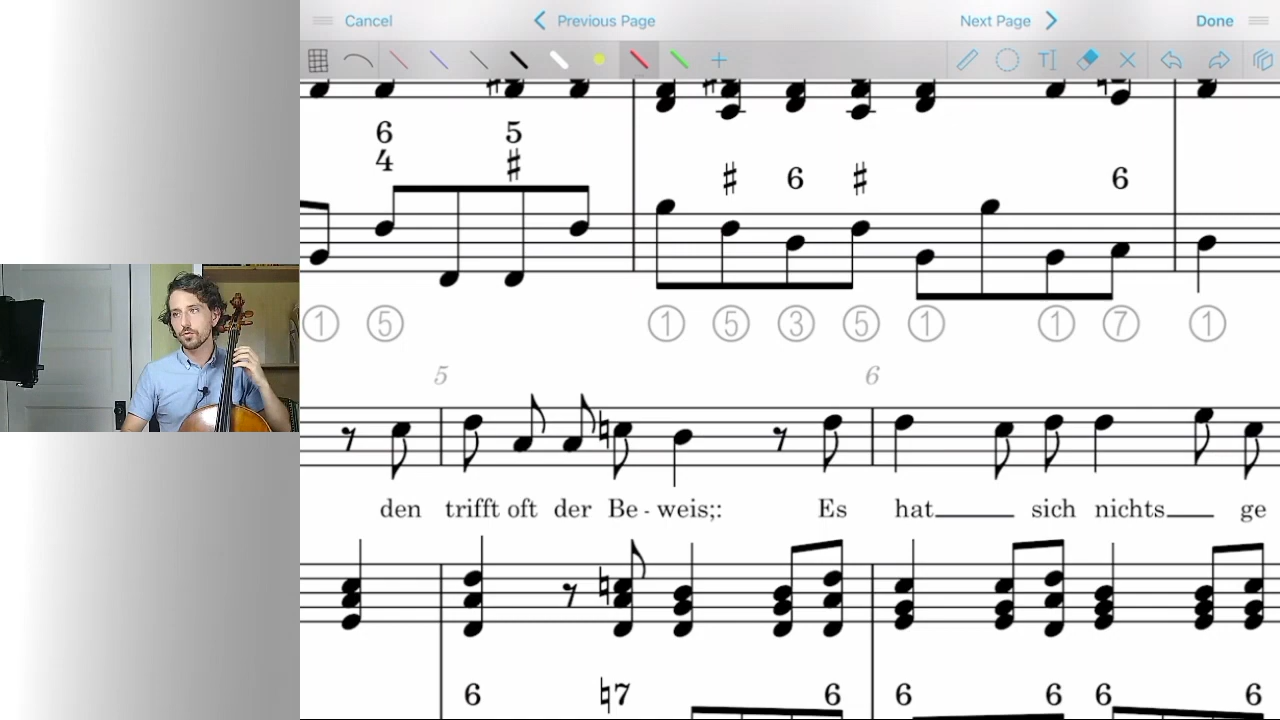 Cancel Previous Page Next Page Done
6 5
4 ♯ ♯ 6 ♯ 6
① ⑤ ① ⑤ ③ ⑤ ① ① ⑦ ①
5 6
den trifft oft der Be - weis;: Es hat____ sich nichts___ ge
6 ♮7 6 6 6 6 6